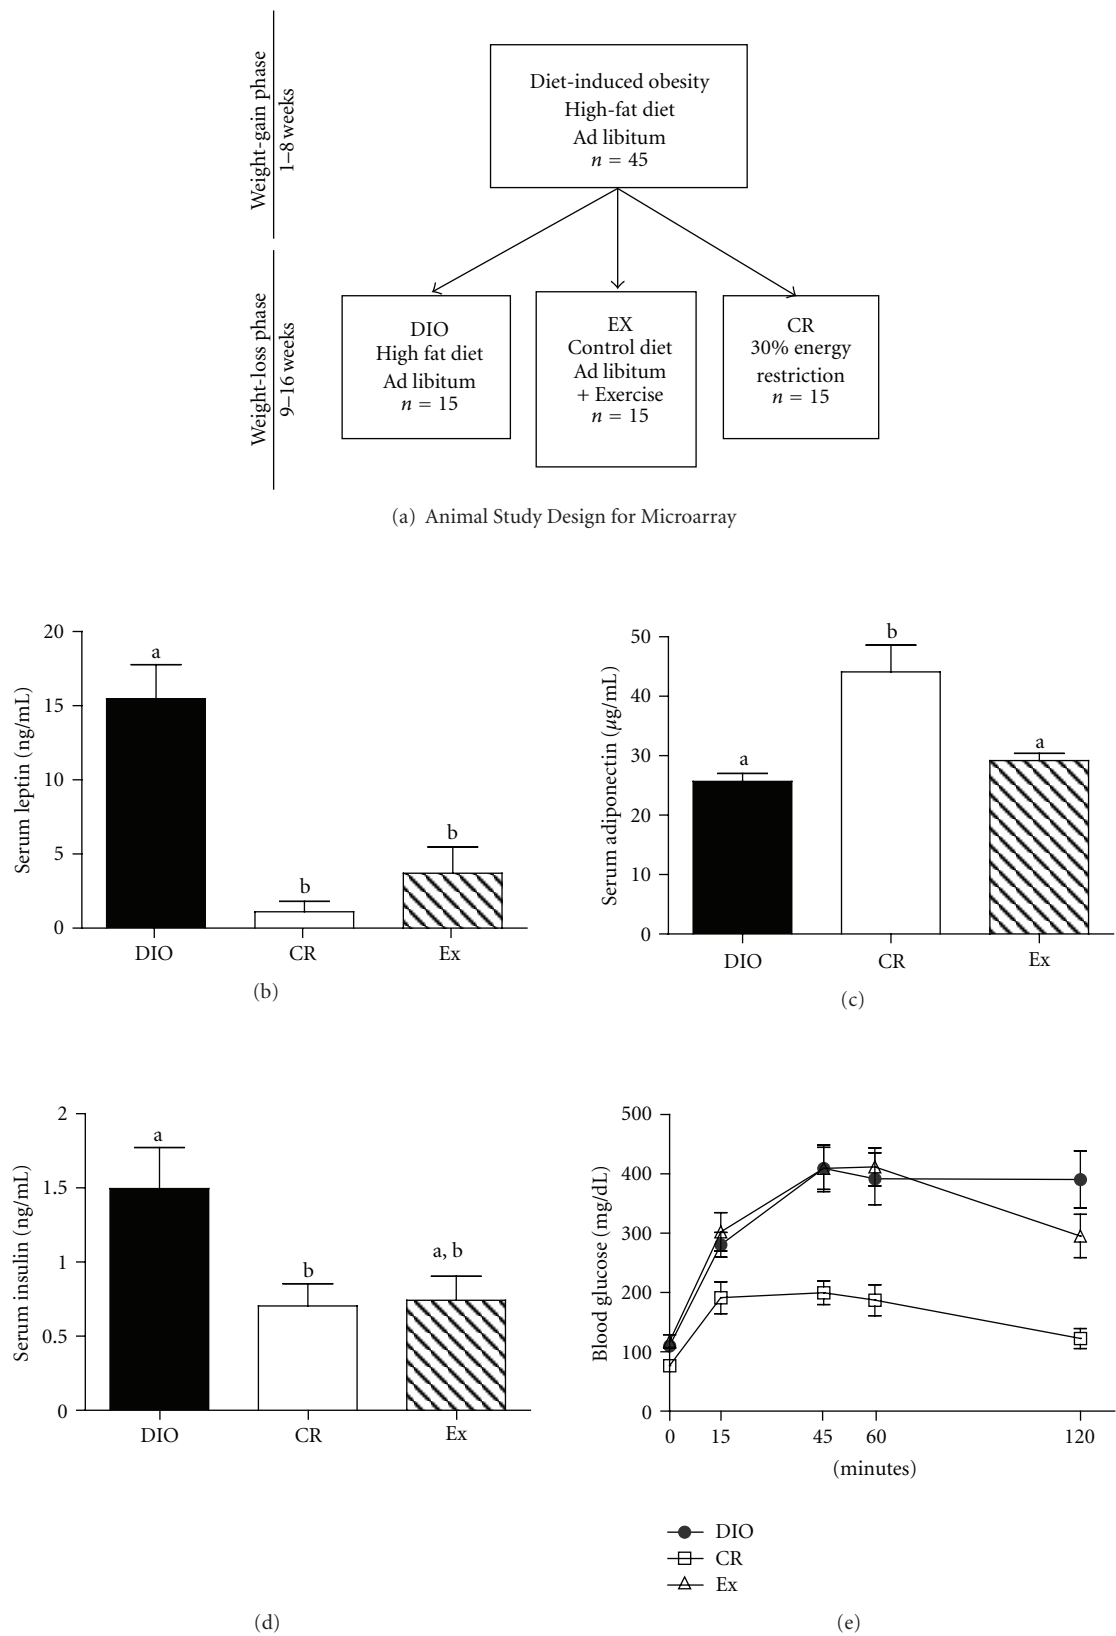 Weight-gain phase
1–8 weeks
Diet-induced obesity
High-fat diet
Ad libitum
n = 45
Weight-loss phase
9–16 weeks
DIO
High fat diet
Ad libitum
n = 15
EX
Control diet
Ad libitum
+ Exercise
n = 15
CR
30% energy
restriction
n = 15
(a) Animal Study Design for Microarray
Serum leptin (ng/mL)
20
15
10
5
0
a
b
b
DIO
CR
Ex
(b)
Serum adiponectin (μg/mL)
50
40
30
20
10
0
a
b
a
DIO
CR
Ex
(c)
Serum insulin (ng/mL)
2
1.5
1
0.5
0
a
b
a, b
DIO
CR
Ex
(d)
Blood glucose (mg/dL)
500
400
300
200
100
0
0 15 45 60 120
(minutes)
DIO
CR
Ex
(e)